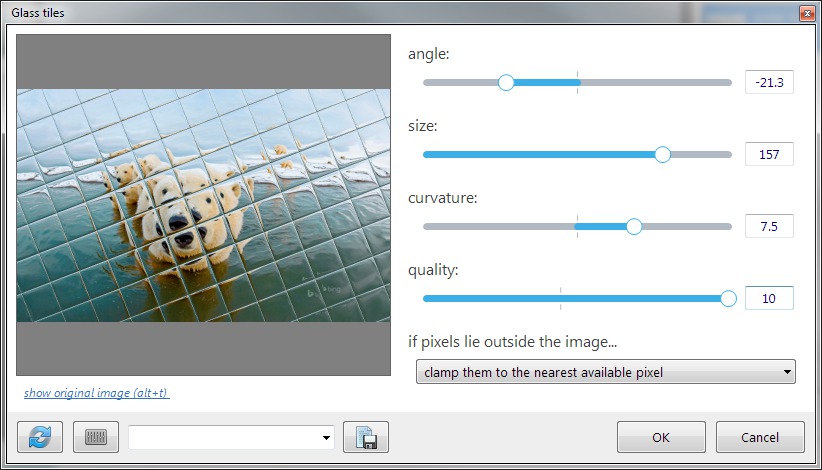 Glass tiles
angle:
-21.3
size:
157
curvature:
7.5
quality:
10
if pixels lie outside the image...
clamp them to the nearest available pixel
show original image (alt+t)
OK
Cancel